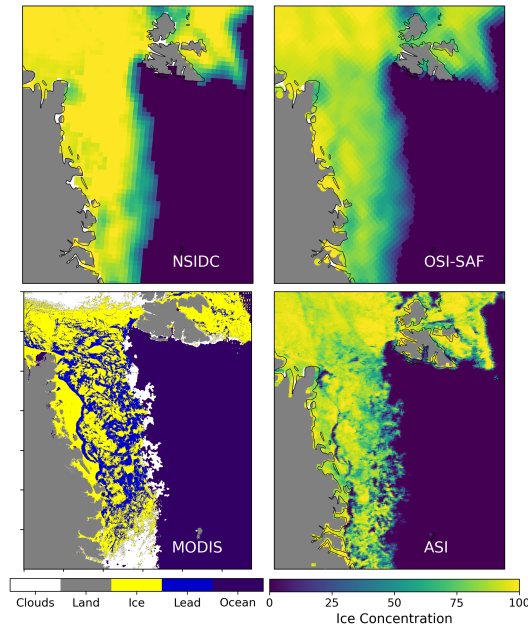 NSIDC
OSI-SAF
MODIS
ASI
Clouds Land Ice Lead Ocean
0 25 50 75 100
Ice Concentration